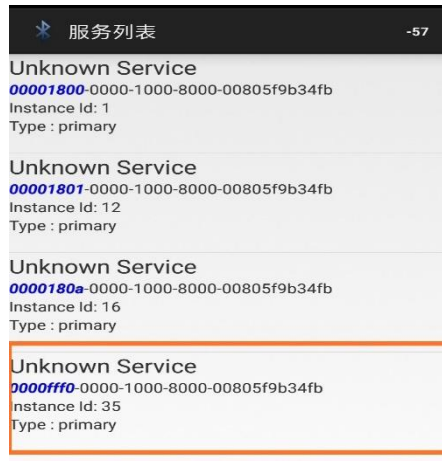 服务列表 -57
Unknown Service
00001800-0000-1000-8000-00805f9b34fb
Instance Id: 1
Type : primary
Unknown Service
00001801-0000-1000-8000-00805f9b34fb
Instance Id: 12
Type : primary
Unknown Service
0000180a-0000-1000-8000-00805f9b34fb
Instance Id: 16
Type : primary
Unknown Service
0000fff0-0000-1000-8000-00805f9b34fb
Instance Id: 35
Type : primary